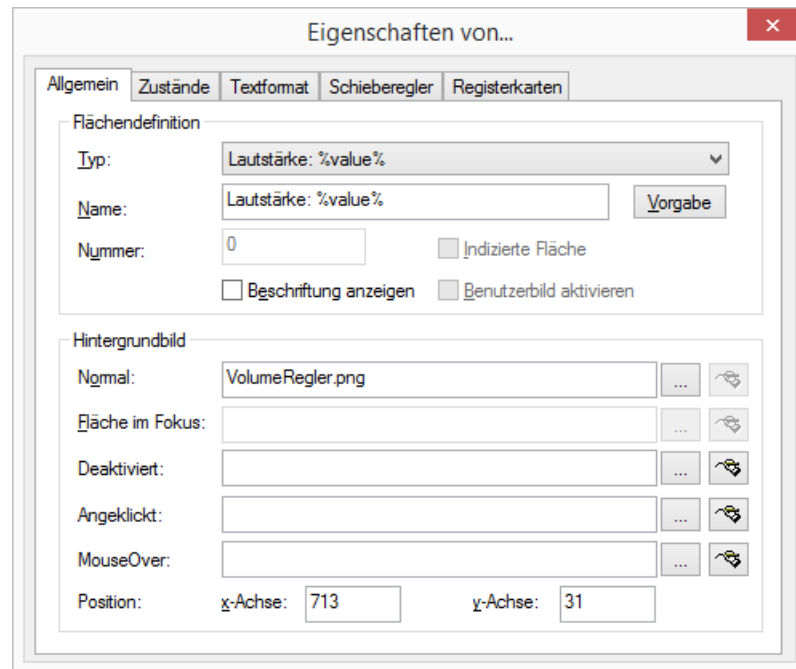 Eigenschaften von...
Allgemein Zustände Textformat Schieberegler Registerkarten
Flächendefinition
Typ: Lautstärke: %value%
Name: Lautstärke: %value% Vorgabe
Nummer: 0 Indizierte Fläche
Beschriftung anzeigen Benutzerbild aktivieren
Hintergrundbild
Normal: VolumeRegler.png ...
Fläche im Fokus: ...
Deaktiviert: ...
Angeklickt: ...
MouseOver: ...
Position: x-Achse: 713 y-Achse: 31